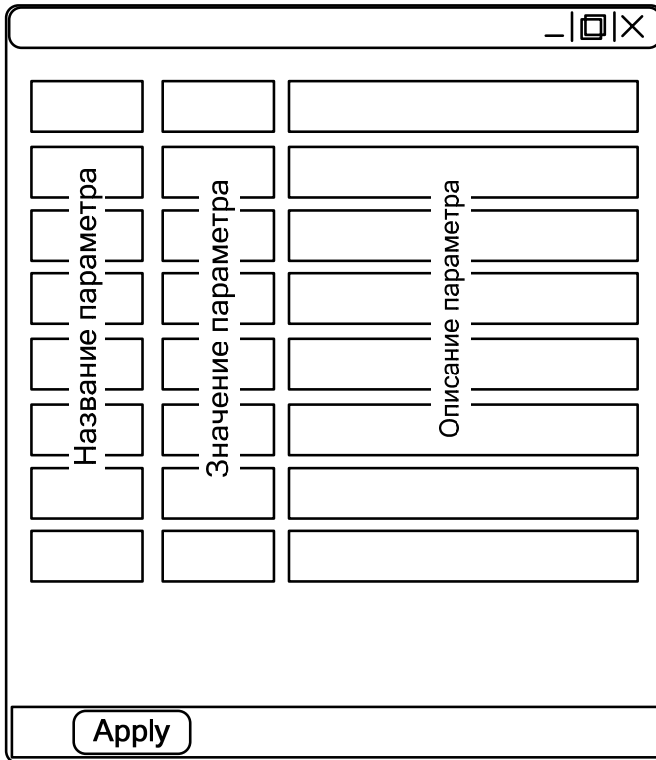 Название параметра
Значение параметра
Описание параметра
Apply